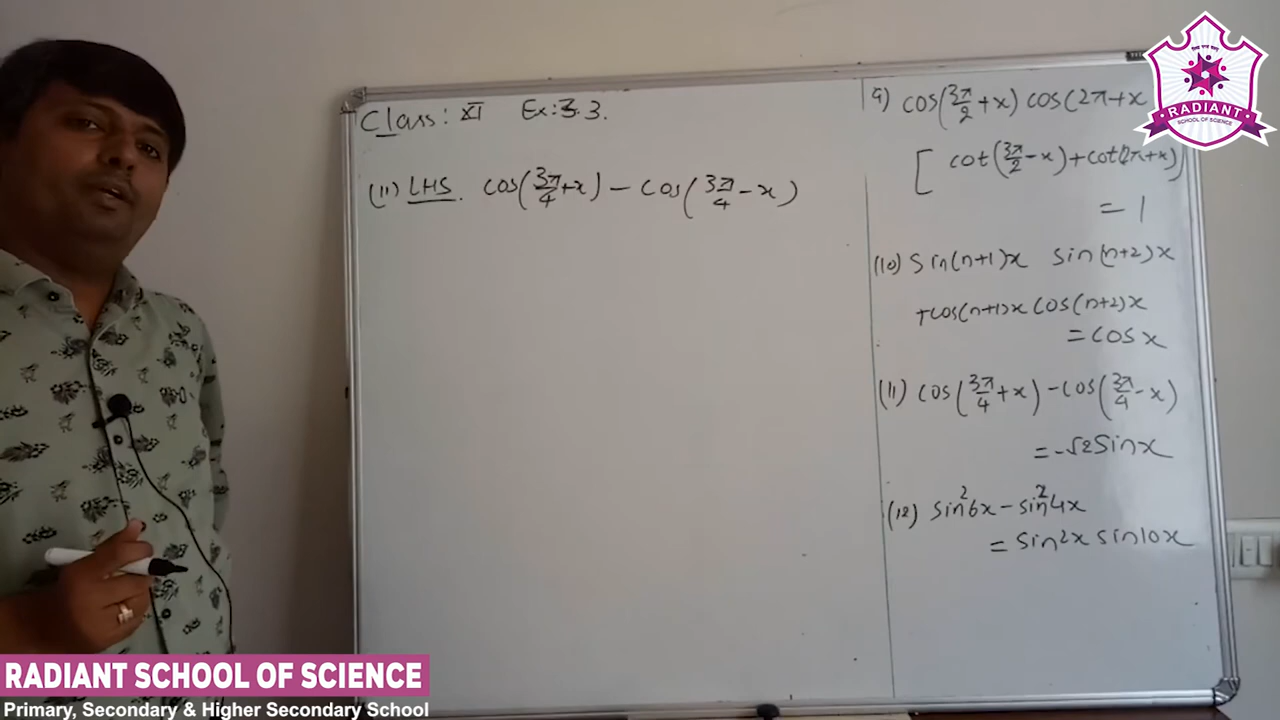 Class: XI Ex: 3.3.
(11) LHS. cos(3π/4+x) - cos(3π/4-x)
9) cos(3π/2+x) cos(2π+x
[ cot(3π/2-x)+cot(2π+x)]
= 1
(10) Sin(n+1)x sin(n+2)x
+cos(n+1)x cos(n+2)x
= cos x
(11) cos(3π/4+x) - cos(3π/4-x)
= -√2 sin x
(12) sin²6x - sin²4x
= sin2x sin10x
RADIANT
SCHOOL OF SCIENCE
RADIANT SCHOOL OF SCIENCE
Primary, Secondary & Higher Secondary School